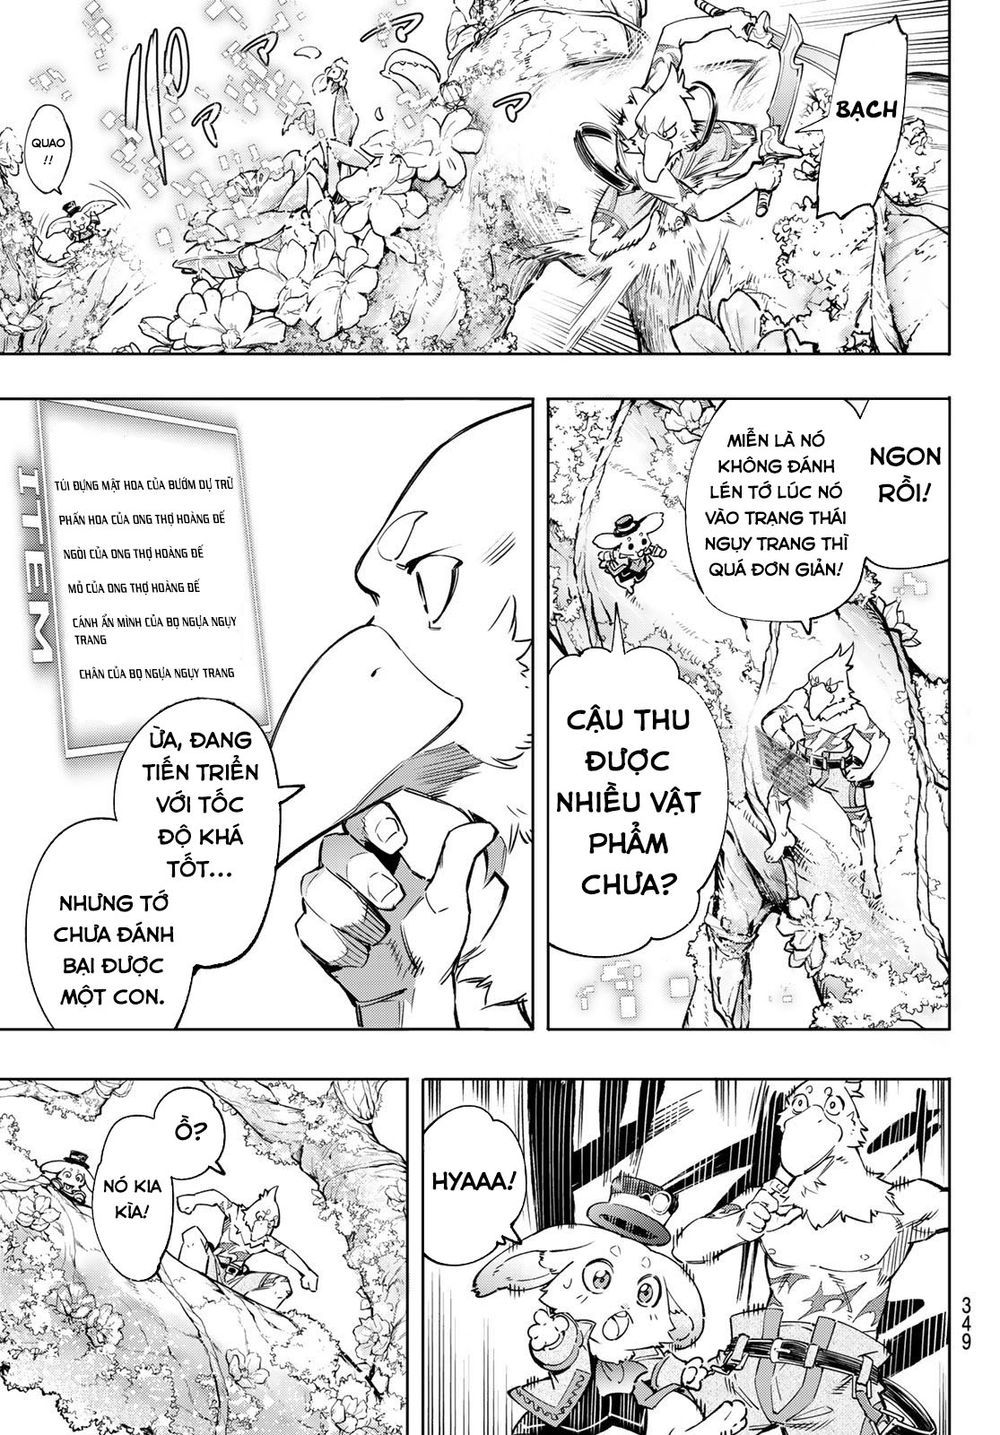 BẠCH
QUAO
!!
NGON
RỒI!
MIỄN LÀ NÓ
KHÔNG ĐÁNH
LÉN TỚ LÚC NÓ
VÀO TRẠNG THÁI
NGỤY TRANG THÌ
QUÁ ĐƠN GIẢN!
CẬU THU
ĐƯỢC
NHIỀU VẬT
PHẨM
CHƯA?
ITEM
TÚI ĐỰNG MẬT HOA CỦA BƯỚM DỰ TRỮ
PHẤN HOA CỦA ONG THỢ HOÀNG ĐẾ
NGÒI CỦA ONG THỢ HOÀNG ĐẾ
MỎ CỦA ONG THỢ HOÀNG ĐẾ
CÁNH ẨN MÌNH CỦA BỌ NGỰA NGỤY
TRANG
CHÂN CỦA BỌ NGỰA NGỤY TRANG
ỪA, ĐANG
TIẾN TRIỂN
VỚI TỐC
ĐỘ KHÁ
TỐT...
NHƯNG TỚ
CHƯA ĐÁNH
BẠI ĐƯỢC
MỘT CON.
HYAAA!
Ồ?
NÓ KIA
KÌA!
349